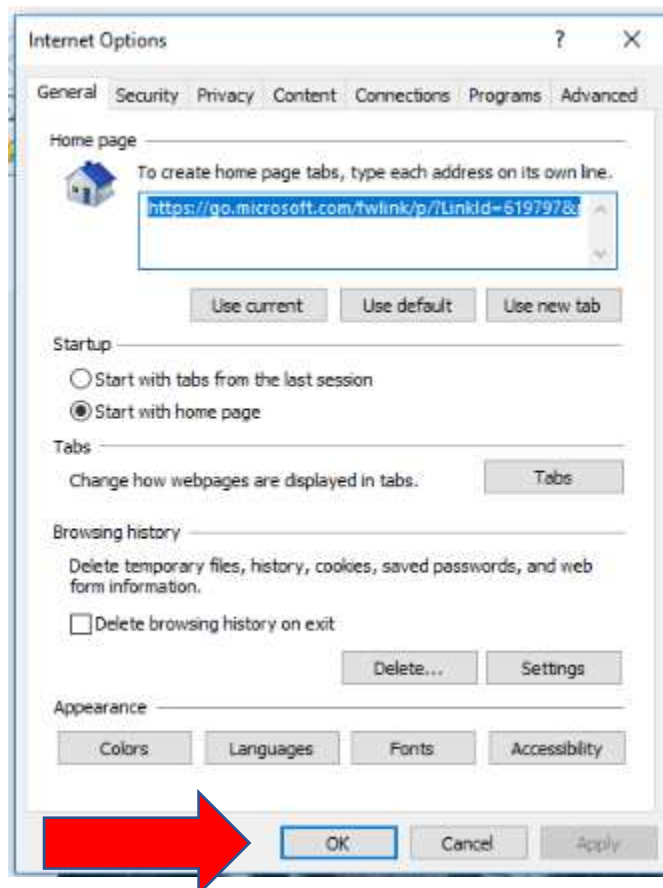 Internet Options
General Security Privacy Content Connections Programs Advanced
Home page
To create home page tabs, type each address on its own line.
https://go.microsoft.com/fwlink/p/?LinkId=619797&
Use current Use default Use new tab
Startup
Start with tabs from the last session
Start with home page
Tabs
Change how webpages are displayed in tabs. Tabs
Browsing history
Delete temporary files, history, cookies, saved passwords, and web
form information.
Delete browsing history on exit
Delete... Settings
Appearance
Colors Languages Fonts Accessibility
OK Cancel Apply